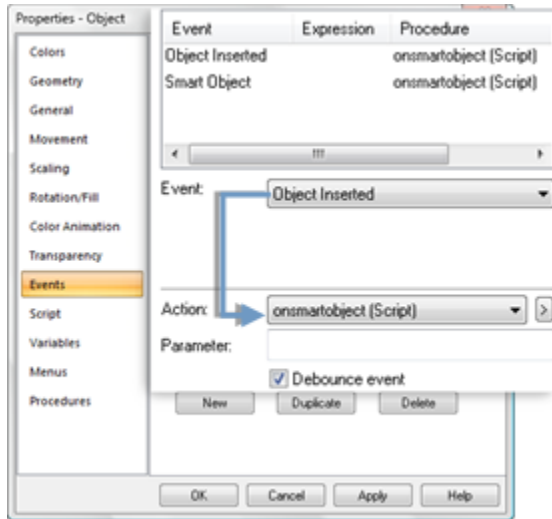 Properties - Object
Colors
Geometry
General
Movement
Scaling
Rotation/Fill
Color Animation
Transparency
Events
Script
Variables
Menus
Procedures
Event Expression Procedure
Object Inserted onsmartobject (Script)
Smart Object onsmartobject (Script)
Event: Object Inserted
Action: onsmartobject (Script) >
Parameter:
Debounce event
New Duplicate Delete
OK Cancel Apply Help